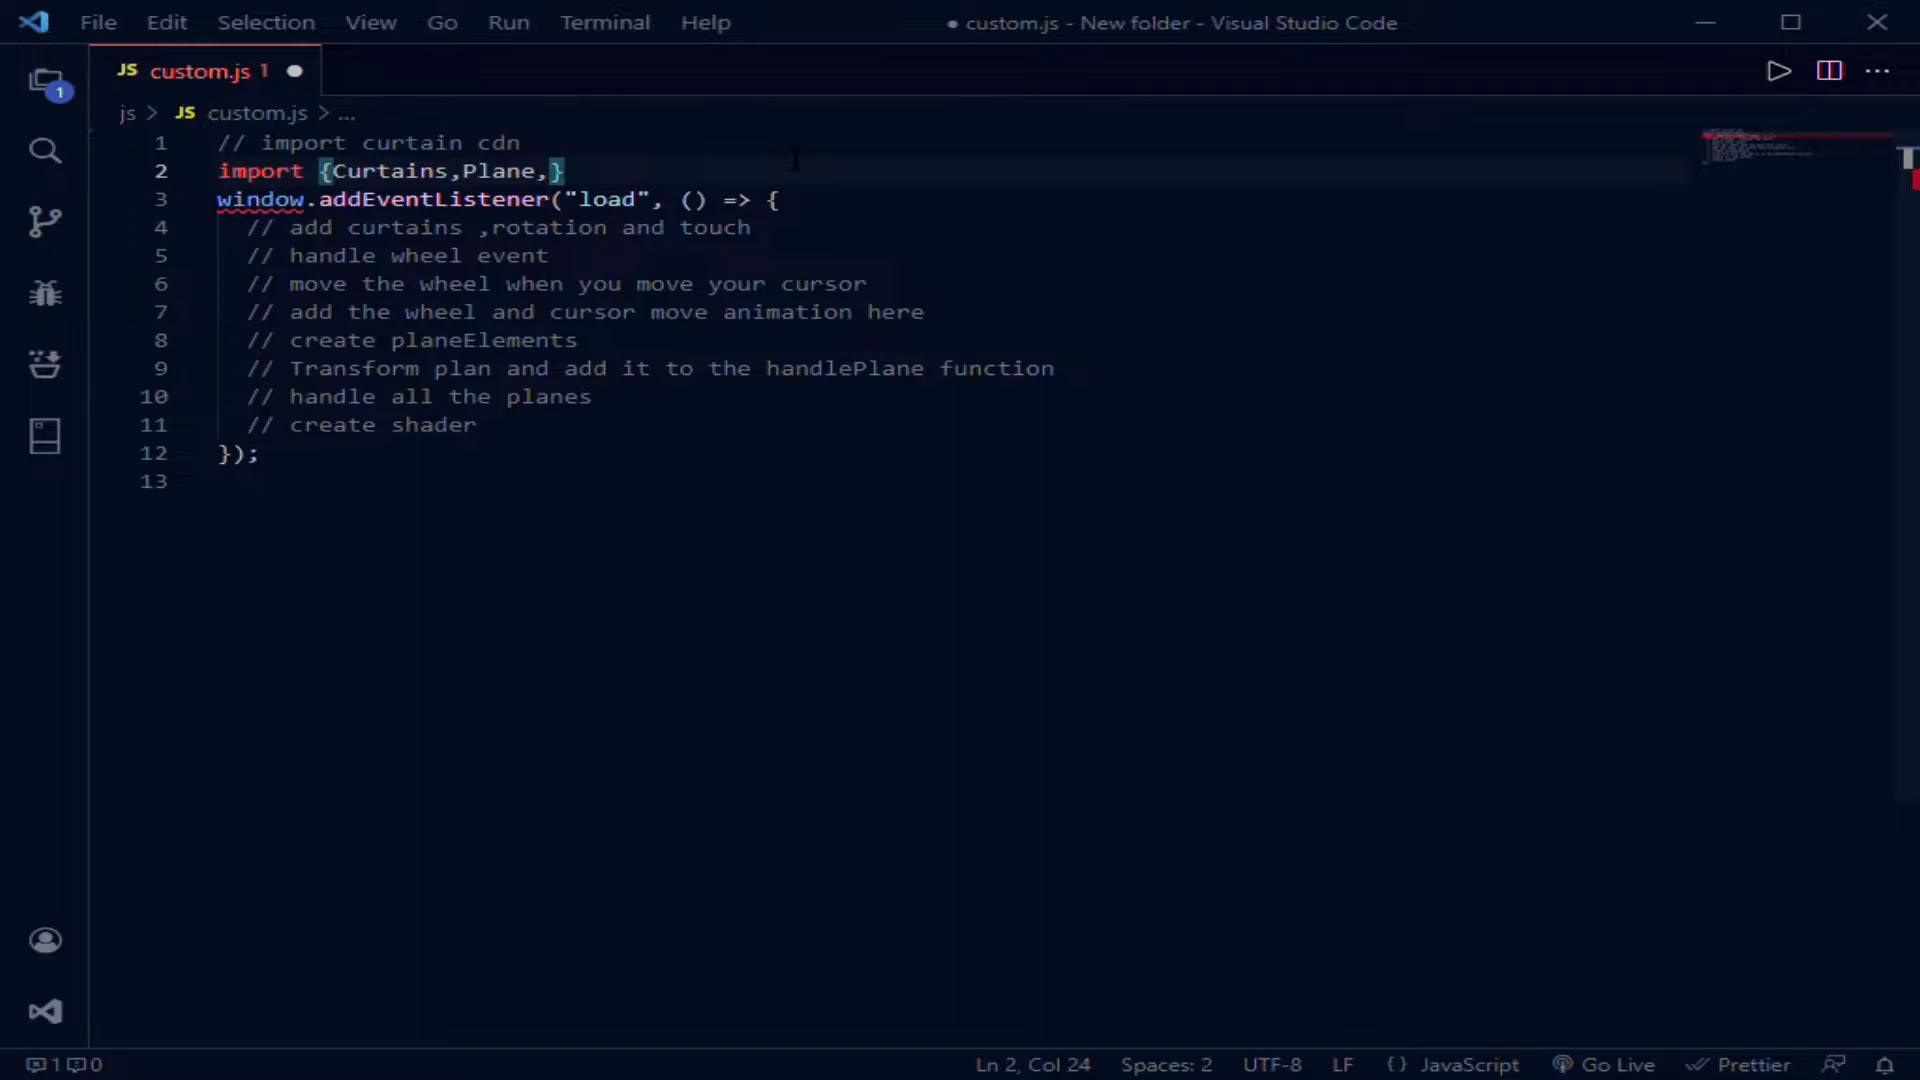 File Edit Selection View Go Run Terminal Help ● custom.js - New folder - Visual Studio Code
JS custom.js 1
1
js > JS custom.js > ...
1 // import curtain cdn
2 import {Curtains,Plane,}
3 window.addEventListener("load", () => {
4 // add curtains ,rotation and touch
5 // handle wheel event
6 // move the wheel when you move your cursor
7 // add the wheel and cursor move animation here
8 // create planeElements
9 // Transform plan and add it to the handlePlane function
10 // handle all the planes
11 // create shader
12 });
13
1 0 Ln 2, Col 24 Spaces: 2 UTF-8 LF {} JavaScript Go Live Prettier